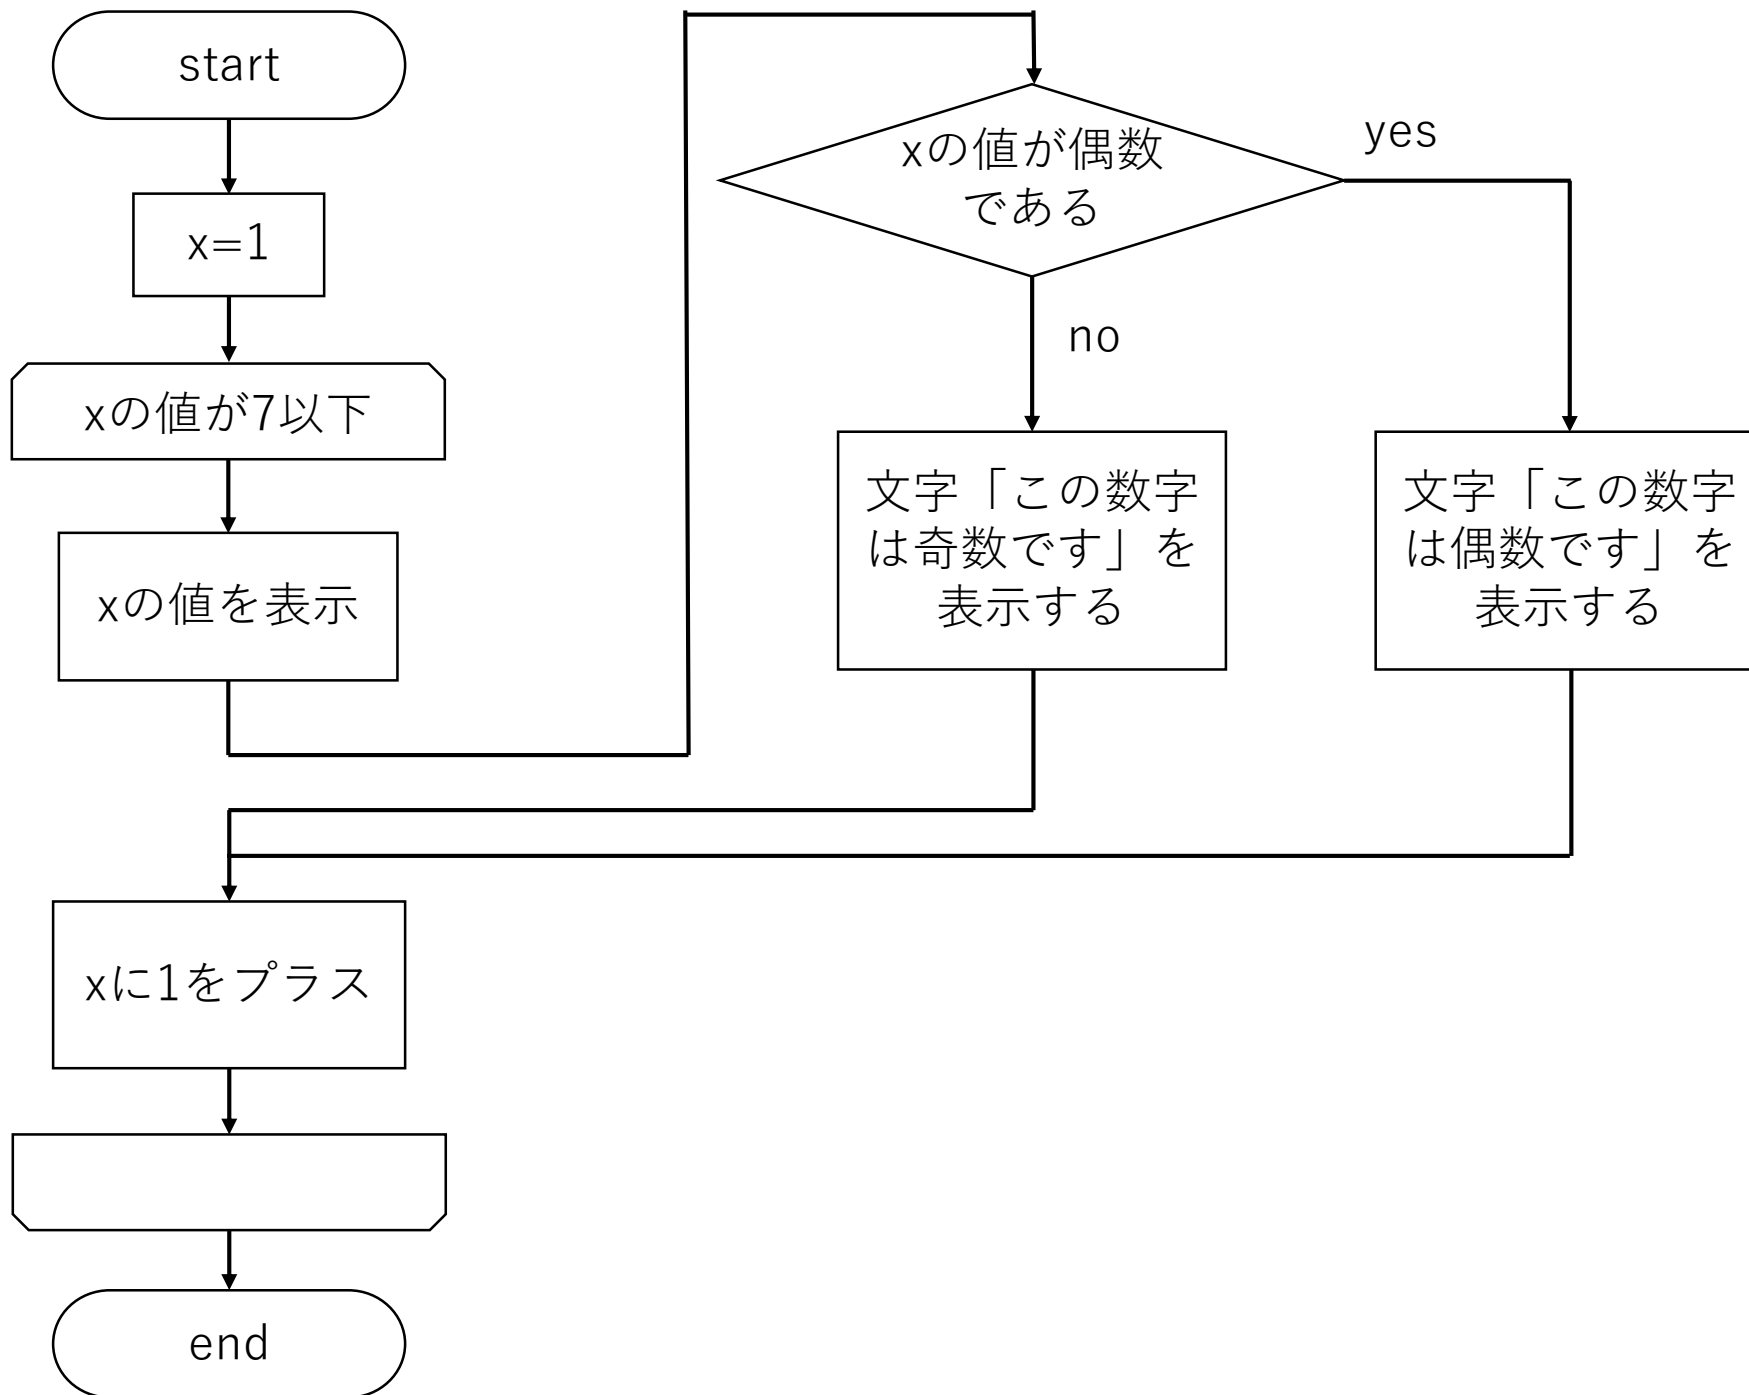 start
x=1
xの値が7以下
xの値を表示
xの値が偶数
である
yes
no
文字「この数字
は奇数です」を
表示する
文字「この数字
は偶数です」を
表示する
xに1をプラス
end